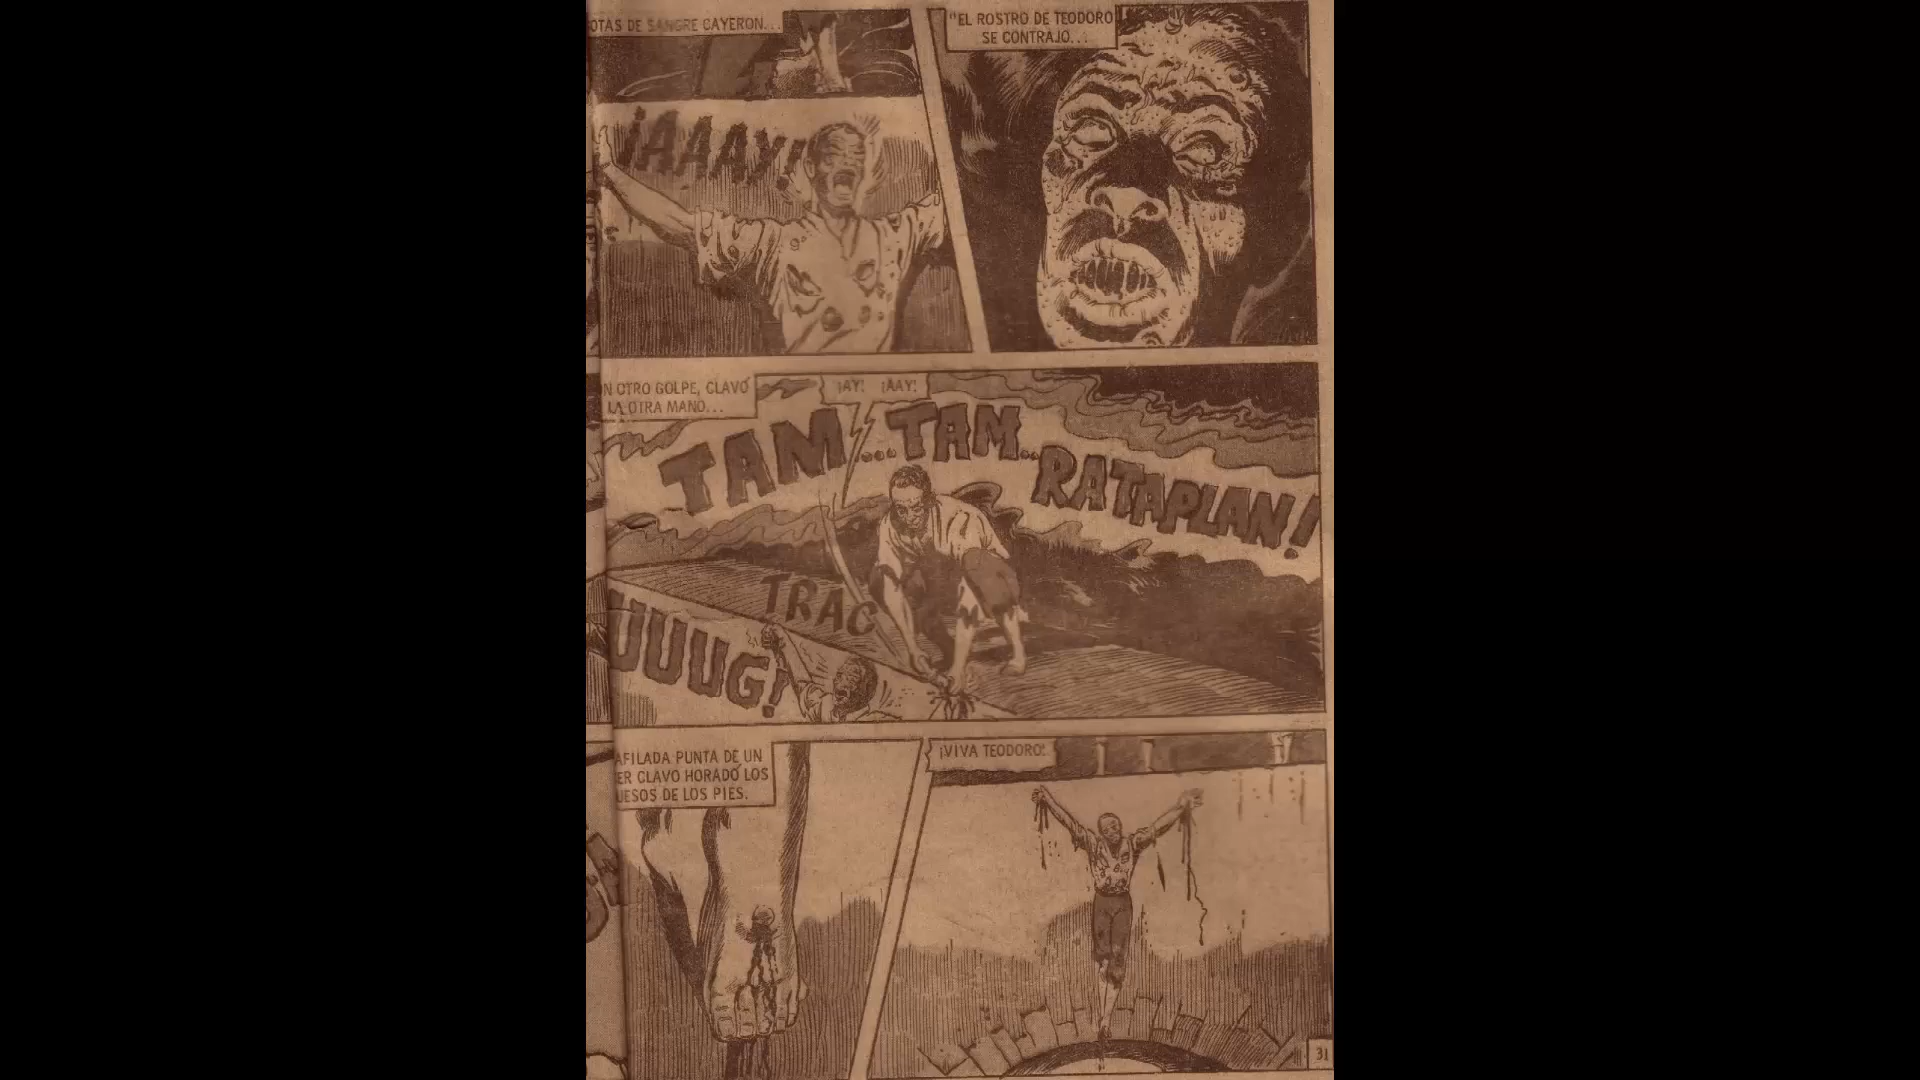 OTAS DE SANGRE CAYERON...
"EL ROSTRO DE TEODORO
SE CONTRAJO...
¡AAAY!
N OTRO GOLPE, CLAVÓ
LA OTRA MANO...
¡AY! ¡AAY!
TAM... TAM.. RATAPLAN!
TRAC
UUUG!
AFILADA PUNTA DE UN
ER CLAVO HORADÓ LOS
UESOS DE LOS PIES.
¡VIVA TEODORO!
31